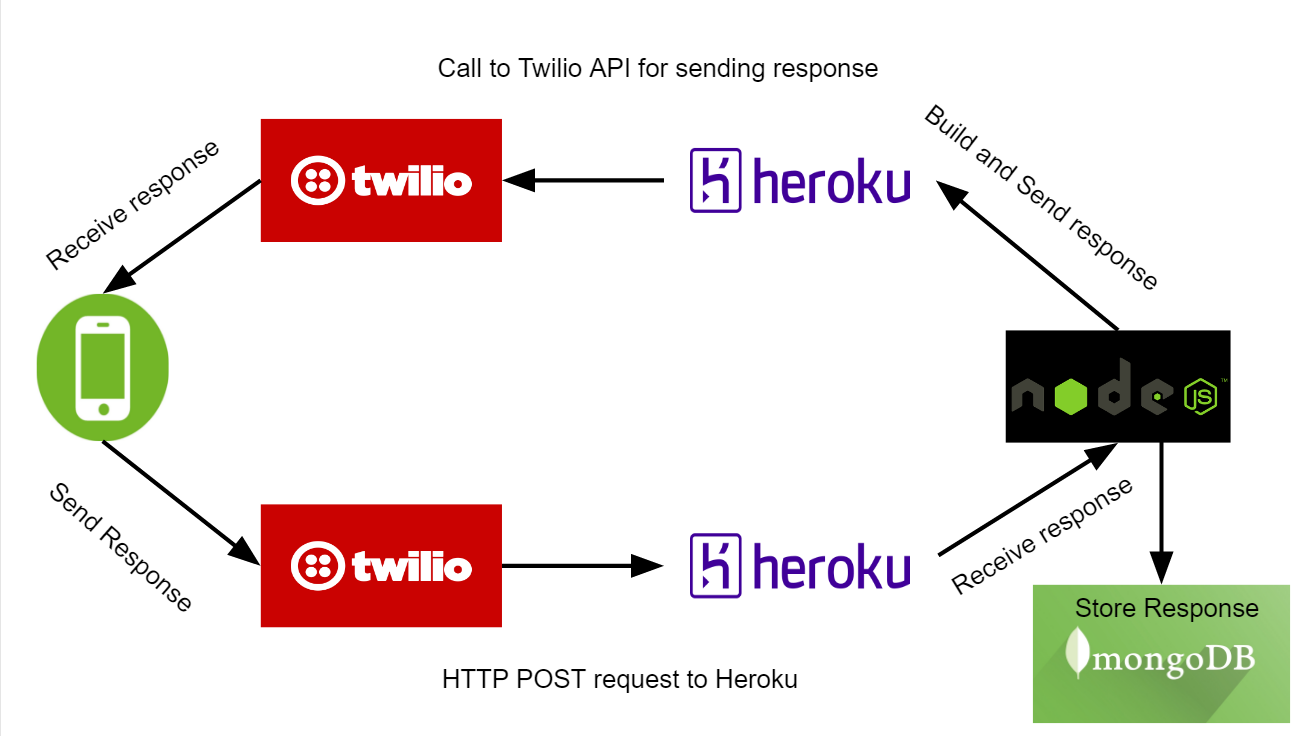 Call to Twilio API for sending response
Receive response
twilio
heroku
Build and Send response
node
JS
™
Send Response
twilio
heroku
Receive response
Store Response
mongoDB
HTTP POST request to Heroku